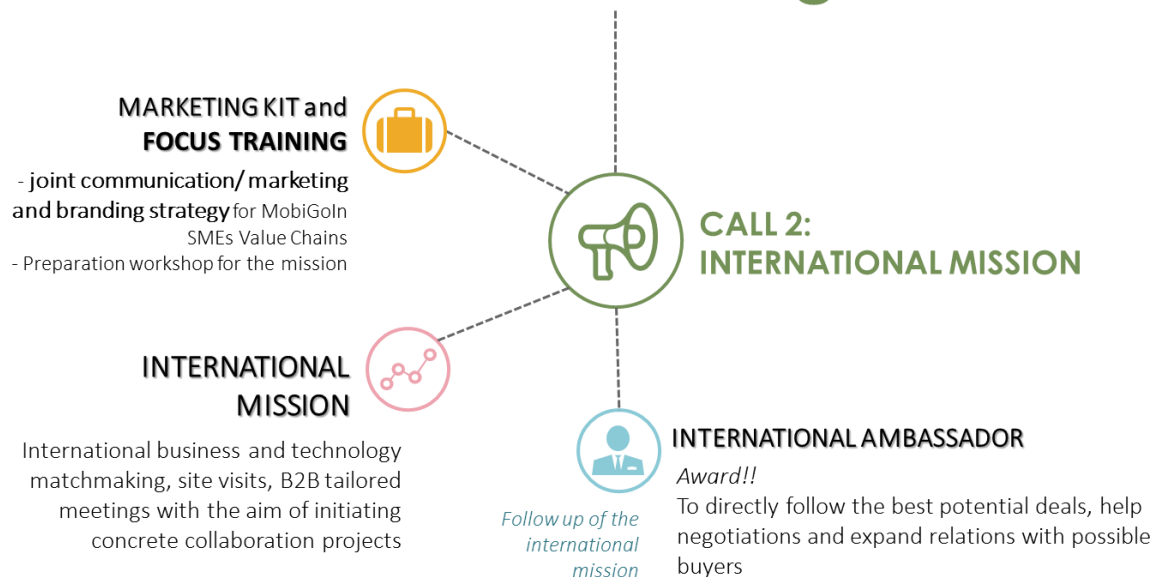 MARKETING KIT and
FOCUS TRAINING
- joint communication/ marketing
and branding strategy for MobiGoIn
SMEs Value Chains
- Preparation workshop for the mission
CALL 2:
INTERNATIONAL MISSION
INTERNATIONAL
MISSION
International business and technology
matchmaking, site visits, B2B tailored
meetings with the aim of initiating
concrete collaboration projects
INTERNATIONAL AMBASSADOR
Award!!
To directly follow the best potential deals, help
negotiations and expand relations with possible
buyers
Follow up of the
international
mission